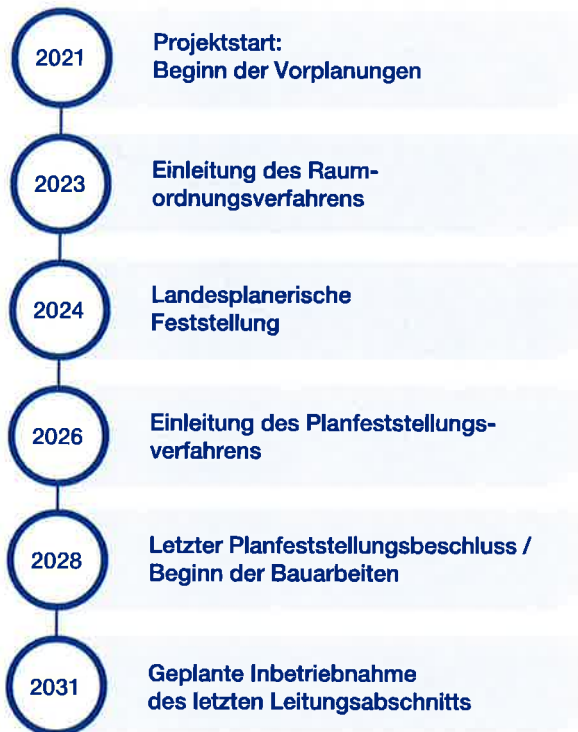 2021
Projektstart:
Beginn der Vorplanungen
2023
Einleitung des Raum-
ordnungsverfahrens
2024
Landesplanerische
Feststellung
2026
Einleitung des Planfeststellungs-
verfahrens
2028
Letzter Planfeststellungsbeschluss /
Beginn der Bauarbeiten
2031
Geplante Inbetriebnahme
des letzten Leitungsabschnitts